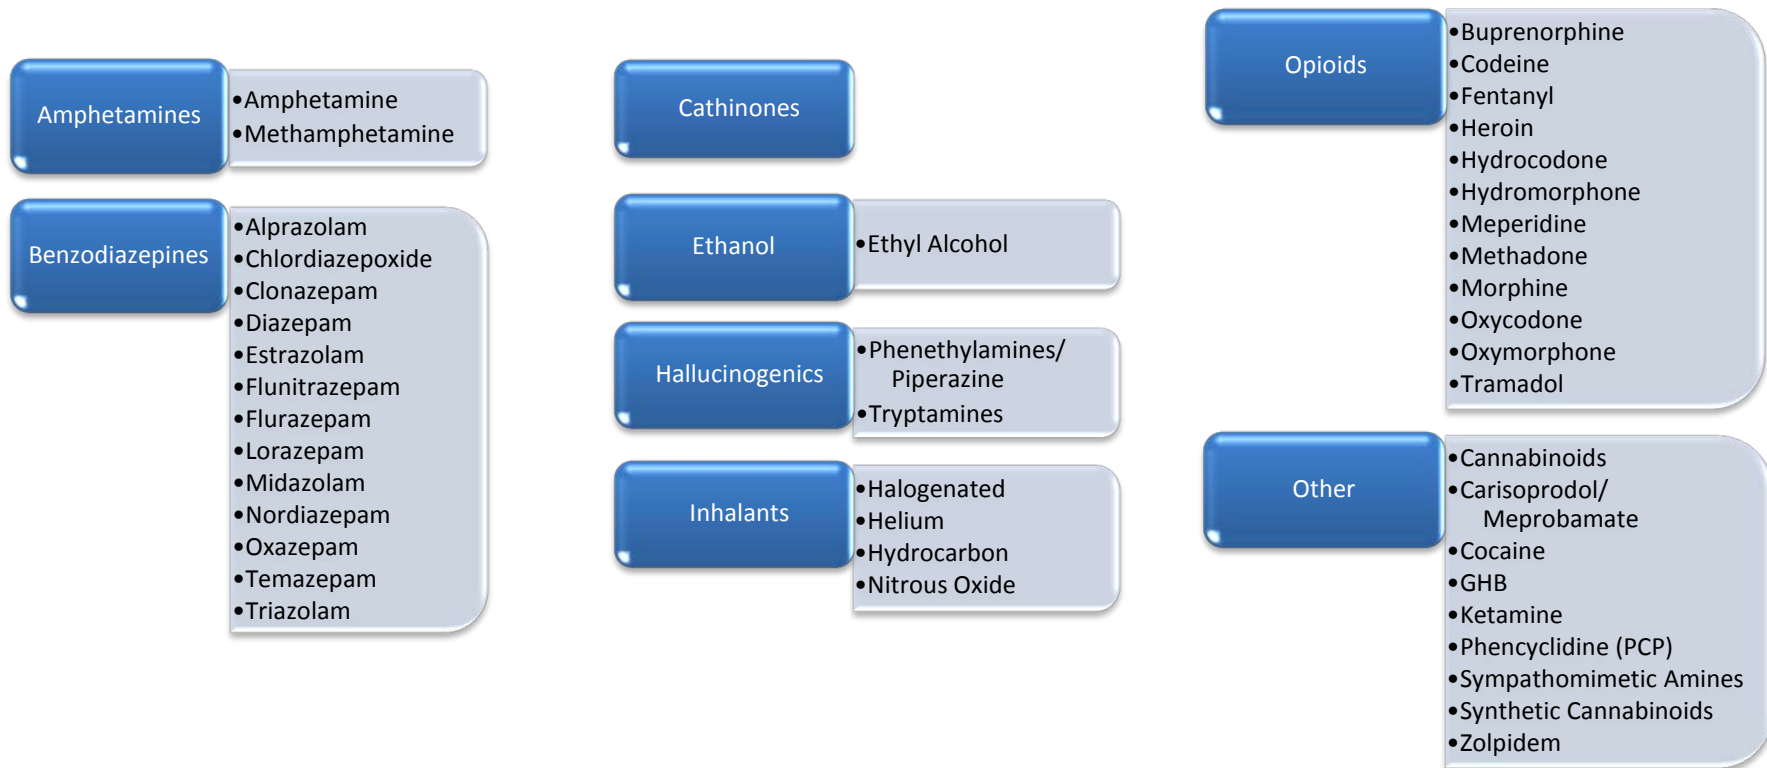 Amphetamines
•Amphetamine
•Methamphetamine
Benzodiazepines
•Alprazolam
•Chlordiazepoxide
•Clonazepam
•Diazepam
•Estrazolam
•Flunitrazepam
•Flurazepam
•Lorazepam
•Midazolam
•Nordiazepam
•Oxazepam
•Temazepam
•Triazolam
Cathinones
Ethanol
•Ethyl Alcohol
Hallucinogenics
•Phenethylamines/
Piperazine
•Tryptamines
Inhalants
•Halogenated
•Helium
•Hydrocarbon
•Nitrous Oxide
Opioids
•Buprenorphine
•Codeine
•Fentanyl
•Heroin
•Hydrocodone
•Hydromorphone
•Meperidine
•Methadone
•Morphine
•Oxycodone
•Oxymorphone
•Tramadol
Other
•Cannabinoids
•Carisoprodol/
Meprobamate
•Cocaine
•GHB
•Ketamine
•Phencyclidine (PCP)
•Sympathomimetic Amines
•Synthetic Cannabinoids
•Zolpidem